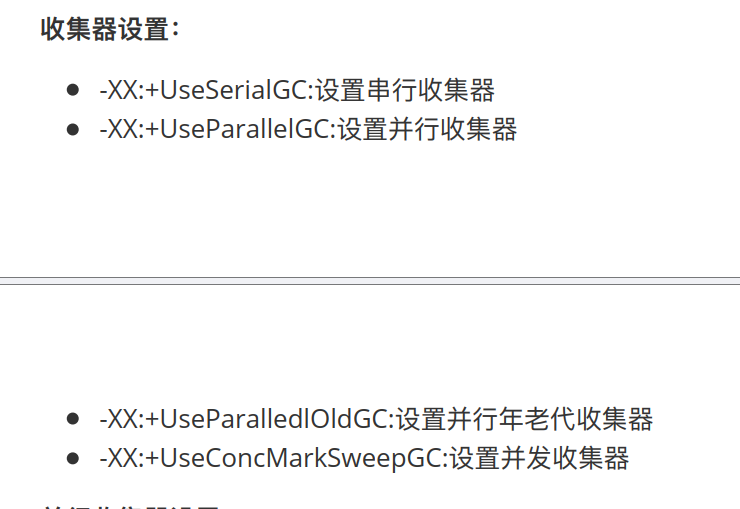 收集器设置：
-XX:+UseSerialGC:设置串行收集器
-XX:+UseParallelGC:设置并行收集器
-XX:+UseParalledlOldGC:设置并行年老代收集器
-XX:+UseConcMarkSweepGC:设置并发收集器